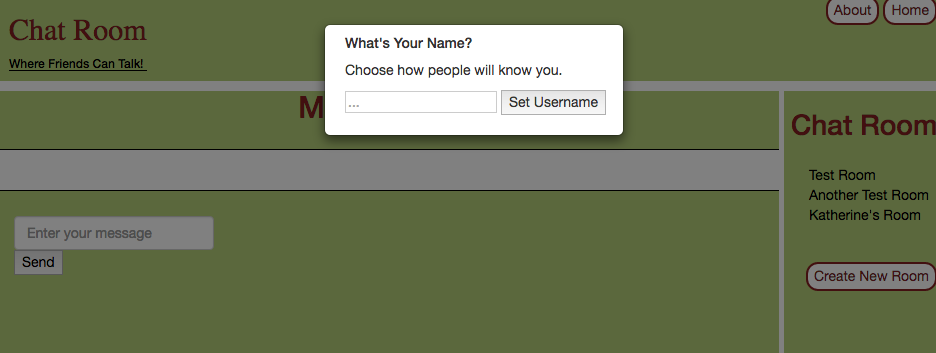 About Home
Chat Room
Where Friends Can Talk!
What's Your Name?
Choose how people will know you.
... Set Username
Chat Room
Test Room
Another Test Room
Katherine's Room
Enter your message
Send
Create New Room